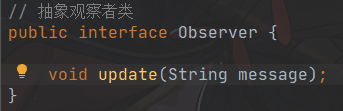 // 抽象观察者类
public interface Observer {
void update(String message);
}